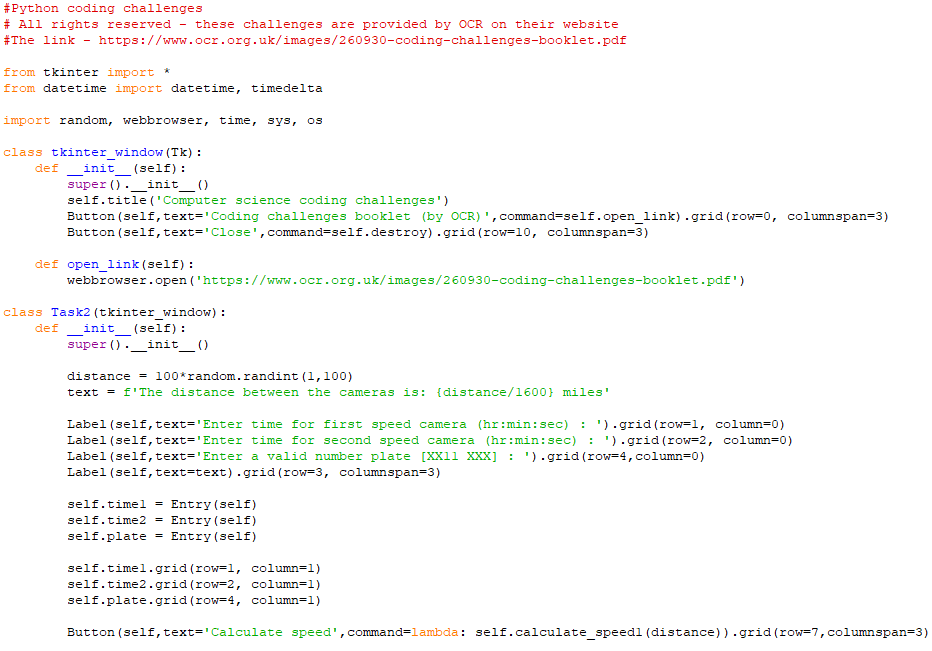 #Python coding challenges
# All rights reserved - these challenges are provided by OCR on their website
#The link - https://www.ocr.org.uk/images/260930-coding-challenges-booklet.pdf

from tkinter import *
from datetime import datetime, timedelta

import random, webbrowser, time, sys, os

class tkinter_window(Tk):
    def __init__(self):
        super().__init__()
        self.title('Computer science coding challenges')
        Button(self,text='Coding challenges booklet (by OCR)',command=self.open_link).grid(row=0, columnspan=3)
        Button(self,text='Close',command=self.destroy).grid(row=10, columnspan=3)

    def open_link(self):
        webbrowser.open('https://www.ocr.org.uk/images/260930-coding-challenges-booklet.pdf')

class Task2(tkinter_window):
    def __init__(self):
        super().__init__()

        distance = 100*random.randint(1,100)
        text = f'The distance between the cameras is: {distance/1600} miles'

        Label(self,text='Enter time for first speed camera (hr:min:sec) : ').grid(row=1, column=0)
        Label(self,text='Enter time for second speed camera (hr:min:sec) : ').grid(row=2, column=0)
        Label(self,text='Enter a valid number plate [XX11 XXX] : ').grid(row=4,column=0)
        Label(self,text=text).grid(row=3, columnspan=3)

        self.time1 = Entry(self)
        self.time2 = Entry(self)
        self.plate = Entry(self)

        self.time1.grid(row=1, column=1)
        self.time2.grid(row=2, column=1)
        self.plate.grid(row=4, column=1)

        Button(self,text='Calculate speed',command=lambda: self.calculate_speed1(distance)).grid(row=7,columnspan=3)